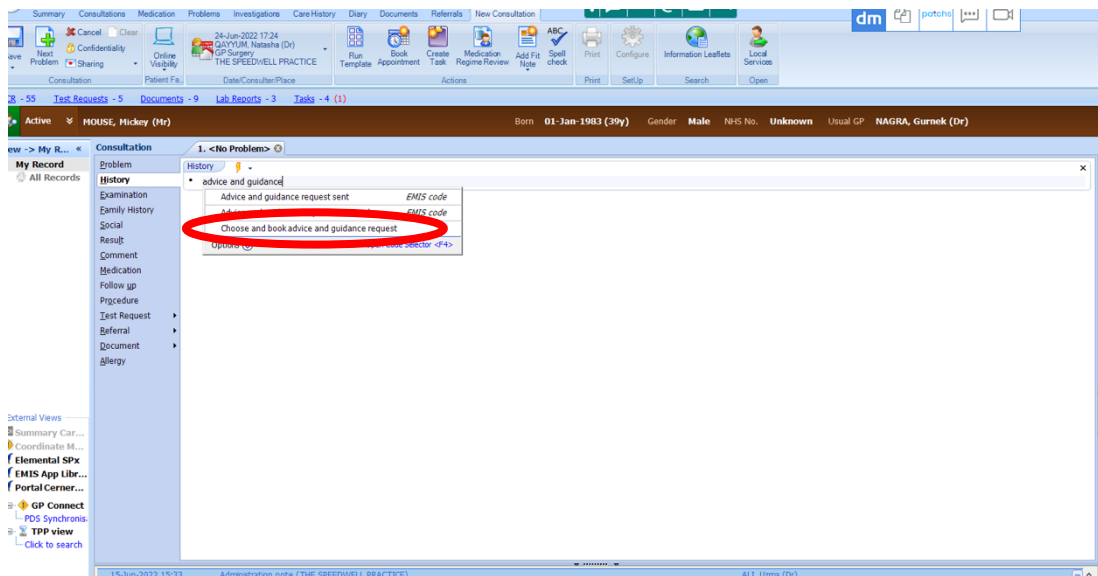 Summary Consultations Medication Problems Investigations Care History Diary Documents Referrals New Consultation
dm patchs
Next Problem
Cancel Clear
Confidentiality
Sharing
Online Visibility
24-Jun-2022 17:24
QAYYUM, Natasha (Dr)
GP Surgery
THE SPEEDWELL PRACTICE
Run Template
Book Appointment
Create Task
Medication Regime Review
Add Fit Note
ABC
Spell check
Print
Configure
Information Leaflets
Local Services
Consultation Patient Fa... Date/Consulter/Place Actions Print SetUp Search Open
- 55 Test Requests - 5 Documents - 9 Lab Reports - 3 Tasks - 4 (1)
Active MOUSE, Mickey (Mr) Born 01-Jan-1983 (39y) Gender Male NHS No. Unknown Usual GP NAGRA, Gurnek (Dr)
ew -> My R... « Consultation 1. <No Problem>
My Record
All Records
Problem
History
Examination
Family History
Social
Result
Comment
Medication
Follow up
Procedure
Test Request
Referral
Document
Allergy
History
• advice and guidance
Advice and guidance request sent EMIS code
EMIS code
Choose and book advice and guidance request
Options Selector <F4>
External Views
Summary Car...
Coordinate M...
Elemental SPx
EMIS App Libr...
Portal Cerner...
GP Connect
PDS Synchronis.
TPP view
Click to search
15-Jun-2022 15:33 Administration note (THE SPEEDWELL PRACTICE) ALI, Uzma (Dr)